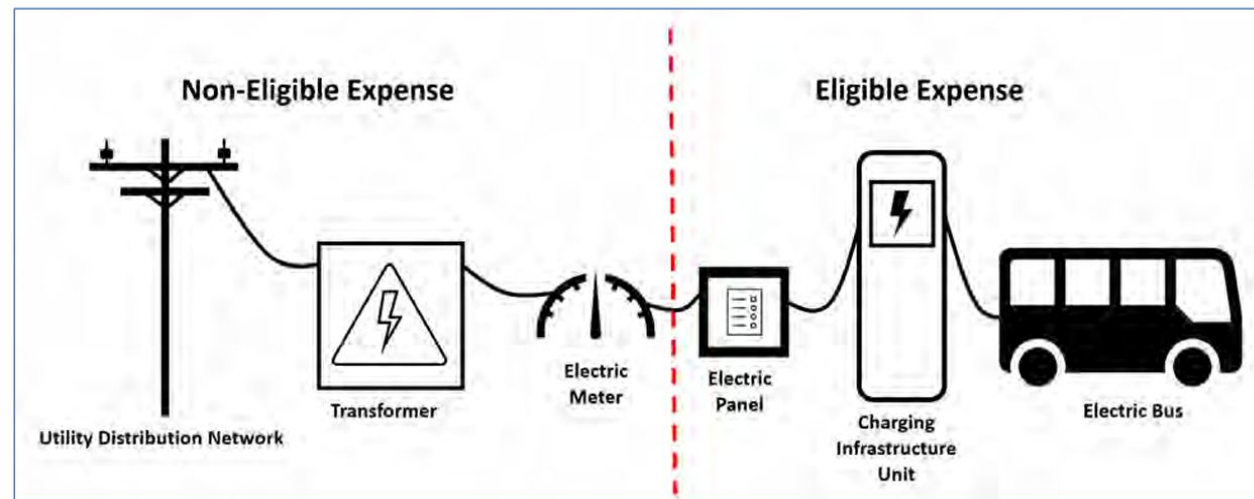 Non-Eligible Expense
Eligible Expense
Utility Distribution Network
Transformer
Electric
Meter
Electric
Panel
Charging
Infrastructure
Unit
Electric Bus